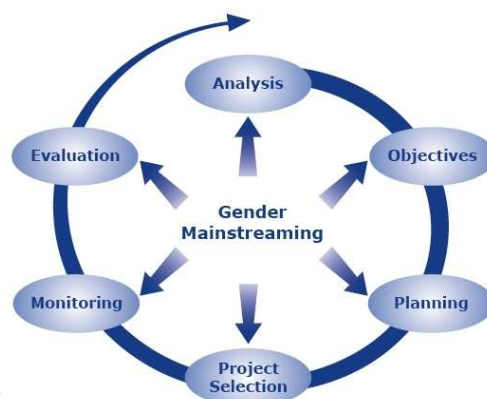 Analysis
Evaluation
Objectives
Gender
Mainstreaming
Monitoring
Planning
Project
Selection